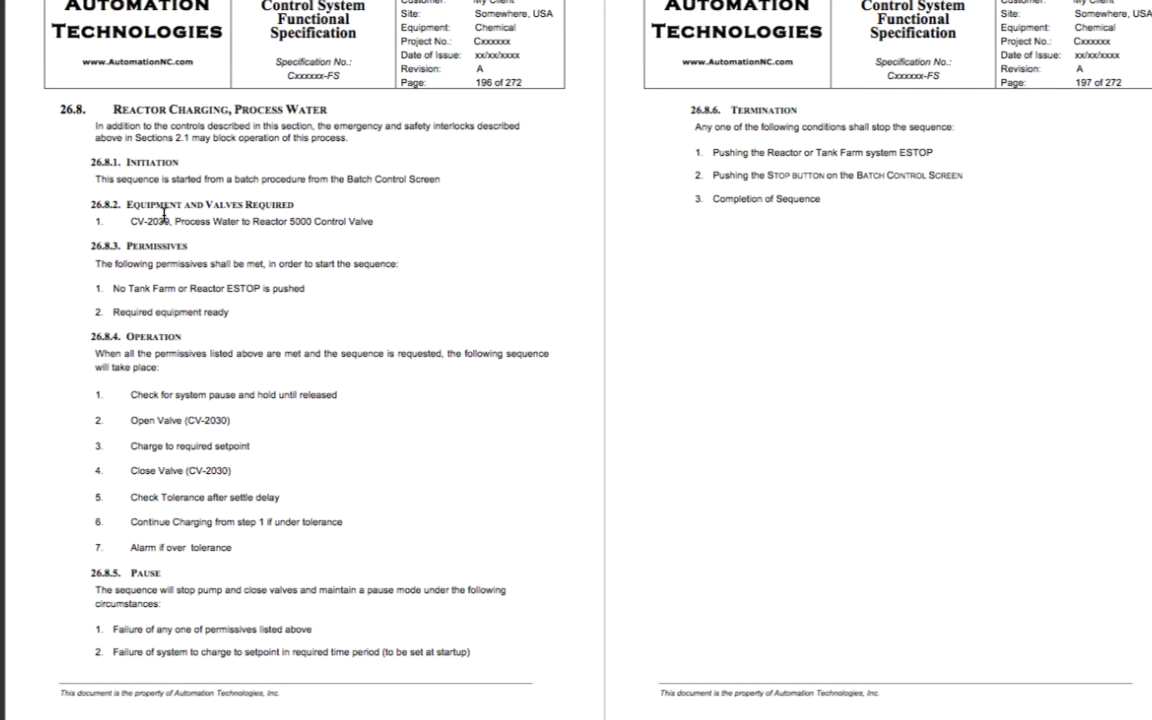 AUTOMATION
TECHNOLOGIES
www.AutomationNC.com
Control System
Functional
Specification
Specification No.:
Cxxxxxx-FS
Customer: My Client
Site: Somewhere, USA
Equipment: Chemical
Project No.: Cxxxxxx
Date of Issue: xx/xx/xxxx
Revision: A
Page: 196 of 272
26.8. REACTOR CHARGING, PROCESS WATER
In addition to the controls described in this section, the emergency and safety interlocks described
above in Sections 2.1 may block operation of this process.
26.8.1. INITIATION
This sequence is started from a batch procedure from the Batch Control Screen
26.8.2. EQUIPMENT AND VALVES REQUIRED
1. CV-2030, Process Water to Reactor 5000 Control Valve
26.8.3. PERMISSIVES
The following permissives shall be met, in order to start the sequence:
1. No Tank Farm or Reactor ESTOP is pushed
2. Required equipment ready
26.8.4. OPERATION
When all the permissives listed above are met and the sequence is requested, the following sequence
will take place:
1. Check for system pause and hold until released
2. Open Valve (CV-2030)
3. Charge to required setpoint
4. Close Valve (CV-2030)
5. Check Tolerance after settle delay
6. Continue Charging from step 1 if under tolerance
7. Alarm if over tolerance
26.8.5. PAUSE
The sequence will stop pump and close valves and maintain a pause mode under the following
circumstances:
1. Failure of any one of permissives listed above
2. Failure of system to charge to setpoint in required time period (to be set at startup)
This document is the property of Automation Technologies, Inc.
AUTOMATION
TECHNOLOGIES
www.AutomationNC.com
Control System
Functional
Specification
Specification No.:
Cxxxxxx-FS
Customer: My Client
Site: Somewhere, USA
Equipment: Chemical
Project No.: Cxxxxxx
Date of Issue: xx/xx/xxxx
Revision: A
Page: 197 of 272
26.8.6. TERMINATION
Any one of the following conditions shall stop the sequence:
1. Pushing the Reactor or Tank Farm system ESTOP
2. Pushing the STOP BUTTON on the BATCH CONTROL SCREEN
3. Completion of Sequence
This document is the property of Automation Technologies, Inc.